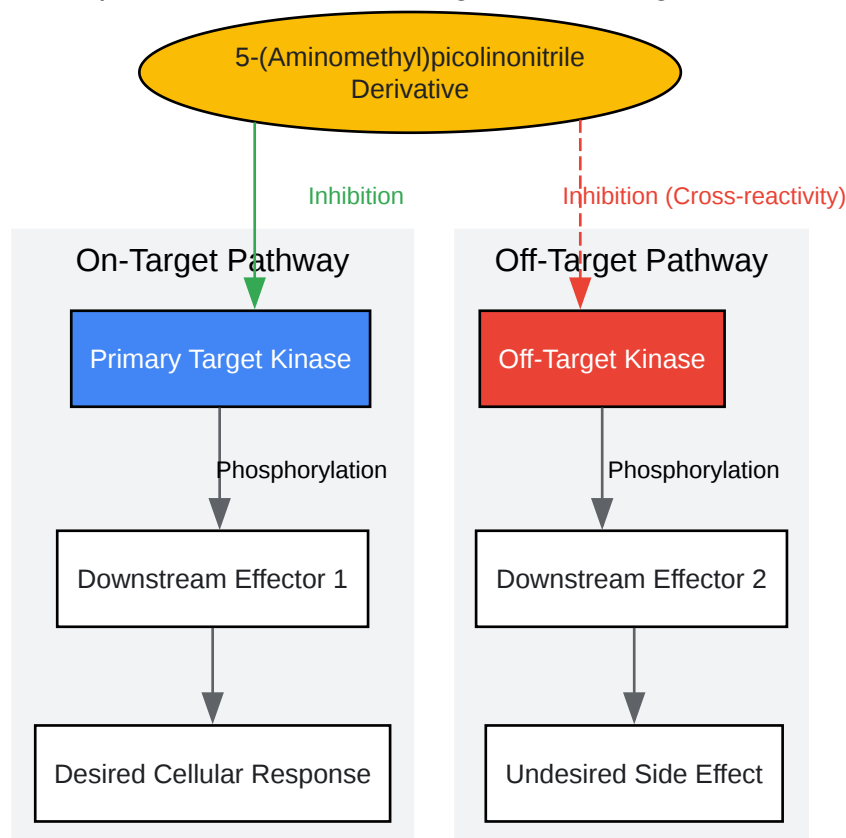 5-(Aminomethyl)picolinonitrile
Derivative
Inhibition
Inhibition (Cross-reactivity)
On-Target Pathway
Off-Target Pathway
Primary Target Kinase
Off-Target Kinase
Phosphorylation
Phosphorylation
Downstream Effector 1
Downstream Effector 2
Desired Cellular Response
Undesired Side Effect